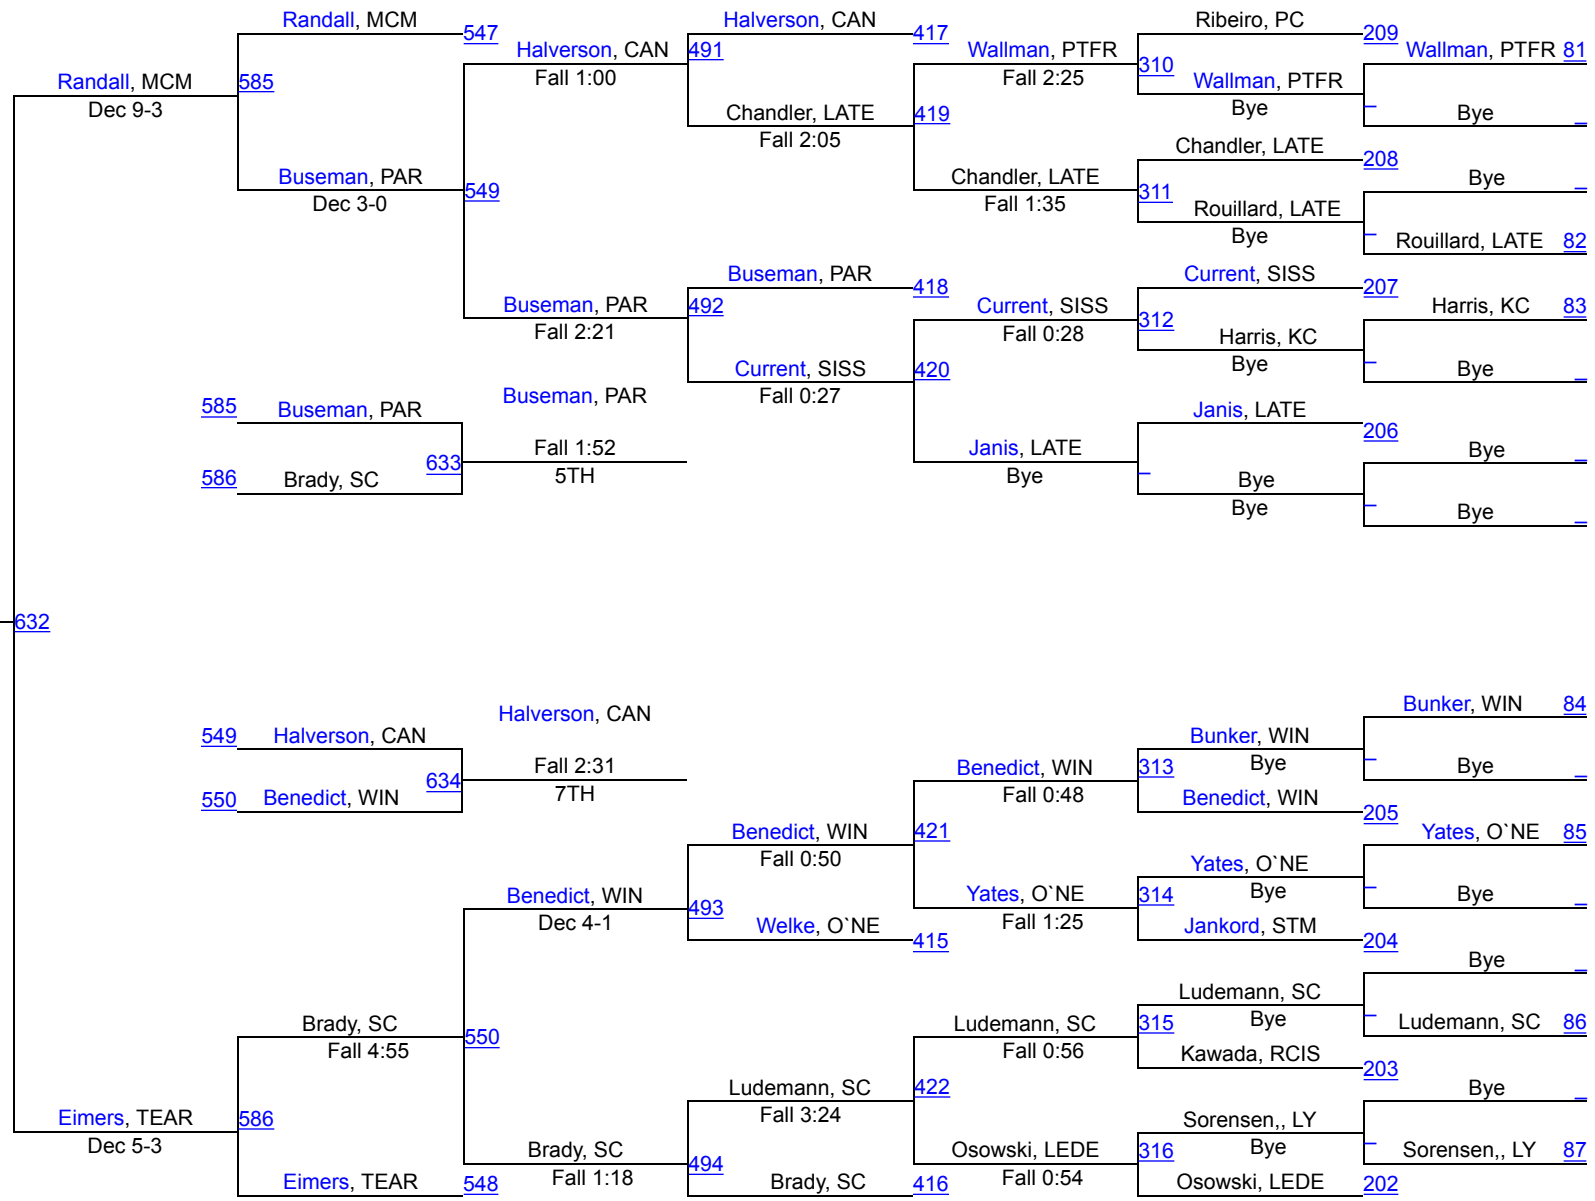 Randall, MCM
547
Halverson, CAN
417
Ribeiro, PC
209
Halverson, CAN
491
Fall 1:00
Wallman, PTFR
310
Fall 2:25
Wallman, PTFR 81
Randall, MCM
585
Dec 9-3
Wallman, PTFR
Bye
Bye
Chandler, LATE
419
Fall 2:05
Chandler, LATE
208
Buseman, PAR
549
Dec 3-0
Chandler, LATE
311
Fall 1:35
Bye
Rouillard, LATE
Bye
Rouillard, LATE 82
Buseman, PAR
418
Current, SISS
207
Buseman, PAR
492
Fall 2:21
Current, SISS
312
Fall 0:28
Harris, KC 83
Harris, KC
Bye
Bye
Current, SISS
420
Fall 0:27
585 Buseman, PAR
Buseman, PAR
Janis, LATE
206
Fall 1:52
633
5TH
586 Brady, SC
Janis, LATE
Bye
Bye
Bye
Bye
Bye
632
Halverson, CAN
Bunker, WIN 84
549 Halverson, CAN
Fall 2:31
634
7TH
550 Benedict, WIN
Bunker, WIN
313 Bye
Bye
Benedict, WIN
Fall 0:48
Benedict, WIN
205
Benedict, WIN
421
Fall 0:50
Yates, O`NE 85
Yates, O`NE
Bye
314
Bye
Benedict, WIN
493
Dec 4-1
Yates, O`NE
Fall 1:25
Welke, O`NE
415
Jankord, STM
204
Bye
Ludemann, SC
Bye
Brady, SC
550
Fall 4:55
Ludemann, SC
315
Fall 0:56
Ludemann, SC 86
Kawada, RCIS
203
Ludemann, SC
422
Fall 3:24
Bye
Eimers, TEAR
586
Dec 5-3
Sorensen,, LY
Bye
Brady, SC
494
Fall 1:18
Osowski, LEDE
316
Fall 0:54
Sorensen,, LY 87
Eimers, TEAR
548
Brady, SC
416
Osowski, LEDE
202